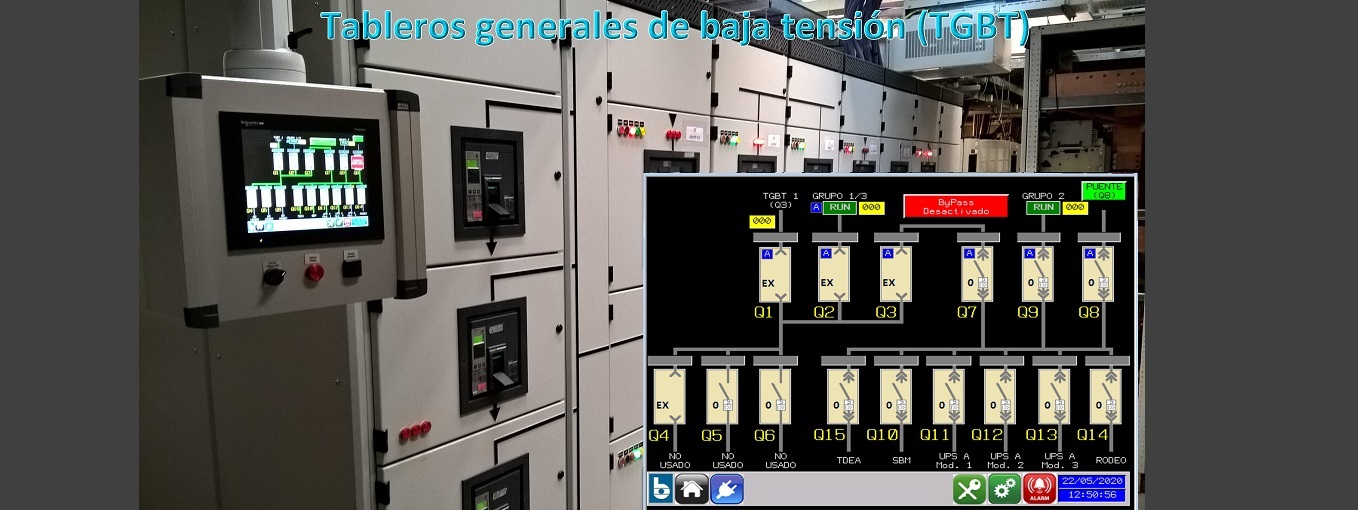 Tableros generales de baja tensión (TGBT)
TGBT 1
(Q3)
000
GRUPO 1/3
A RUN 000
ByPass
Desactivado
GRUPO 2
RUN 000
PUENTE
(Q8)
A A A A A A
EX EX EX 0 0 0
Q1 Q2 Q3 Q7 Q9 Q8
EX 0 0 0 0 0 0 0 0
Q4 Q5 Q6 Q15 Q10 Q11 Q12 Q13 Q14
NO
USADO
NO
USADO
NO
USADO
TDEA
SBM
UPS A
Mod. 1
UPS A
Mod. 2
UPS A
Mod. 3
RODEO
b
ALARM
22/05/2020
12:50:56